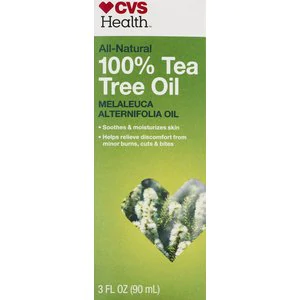 CVS
Health™
All-Natural
100% Tea
Tree Oil
MELALEUCA
ALTERNIFOLIA OIL
• Soothes & moisturizes skin
• Helps relieve discomfort from
minor burns, cuts & bites
3 FL OZ (90 mL)